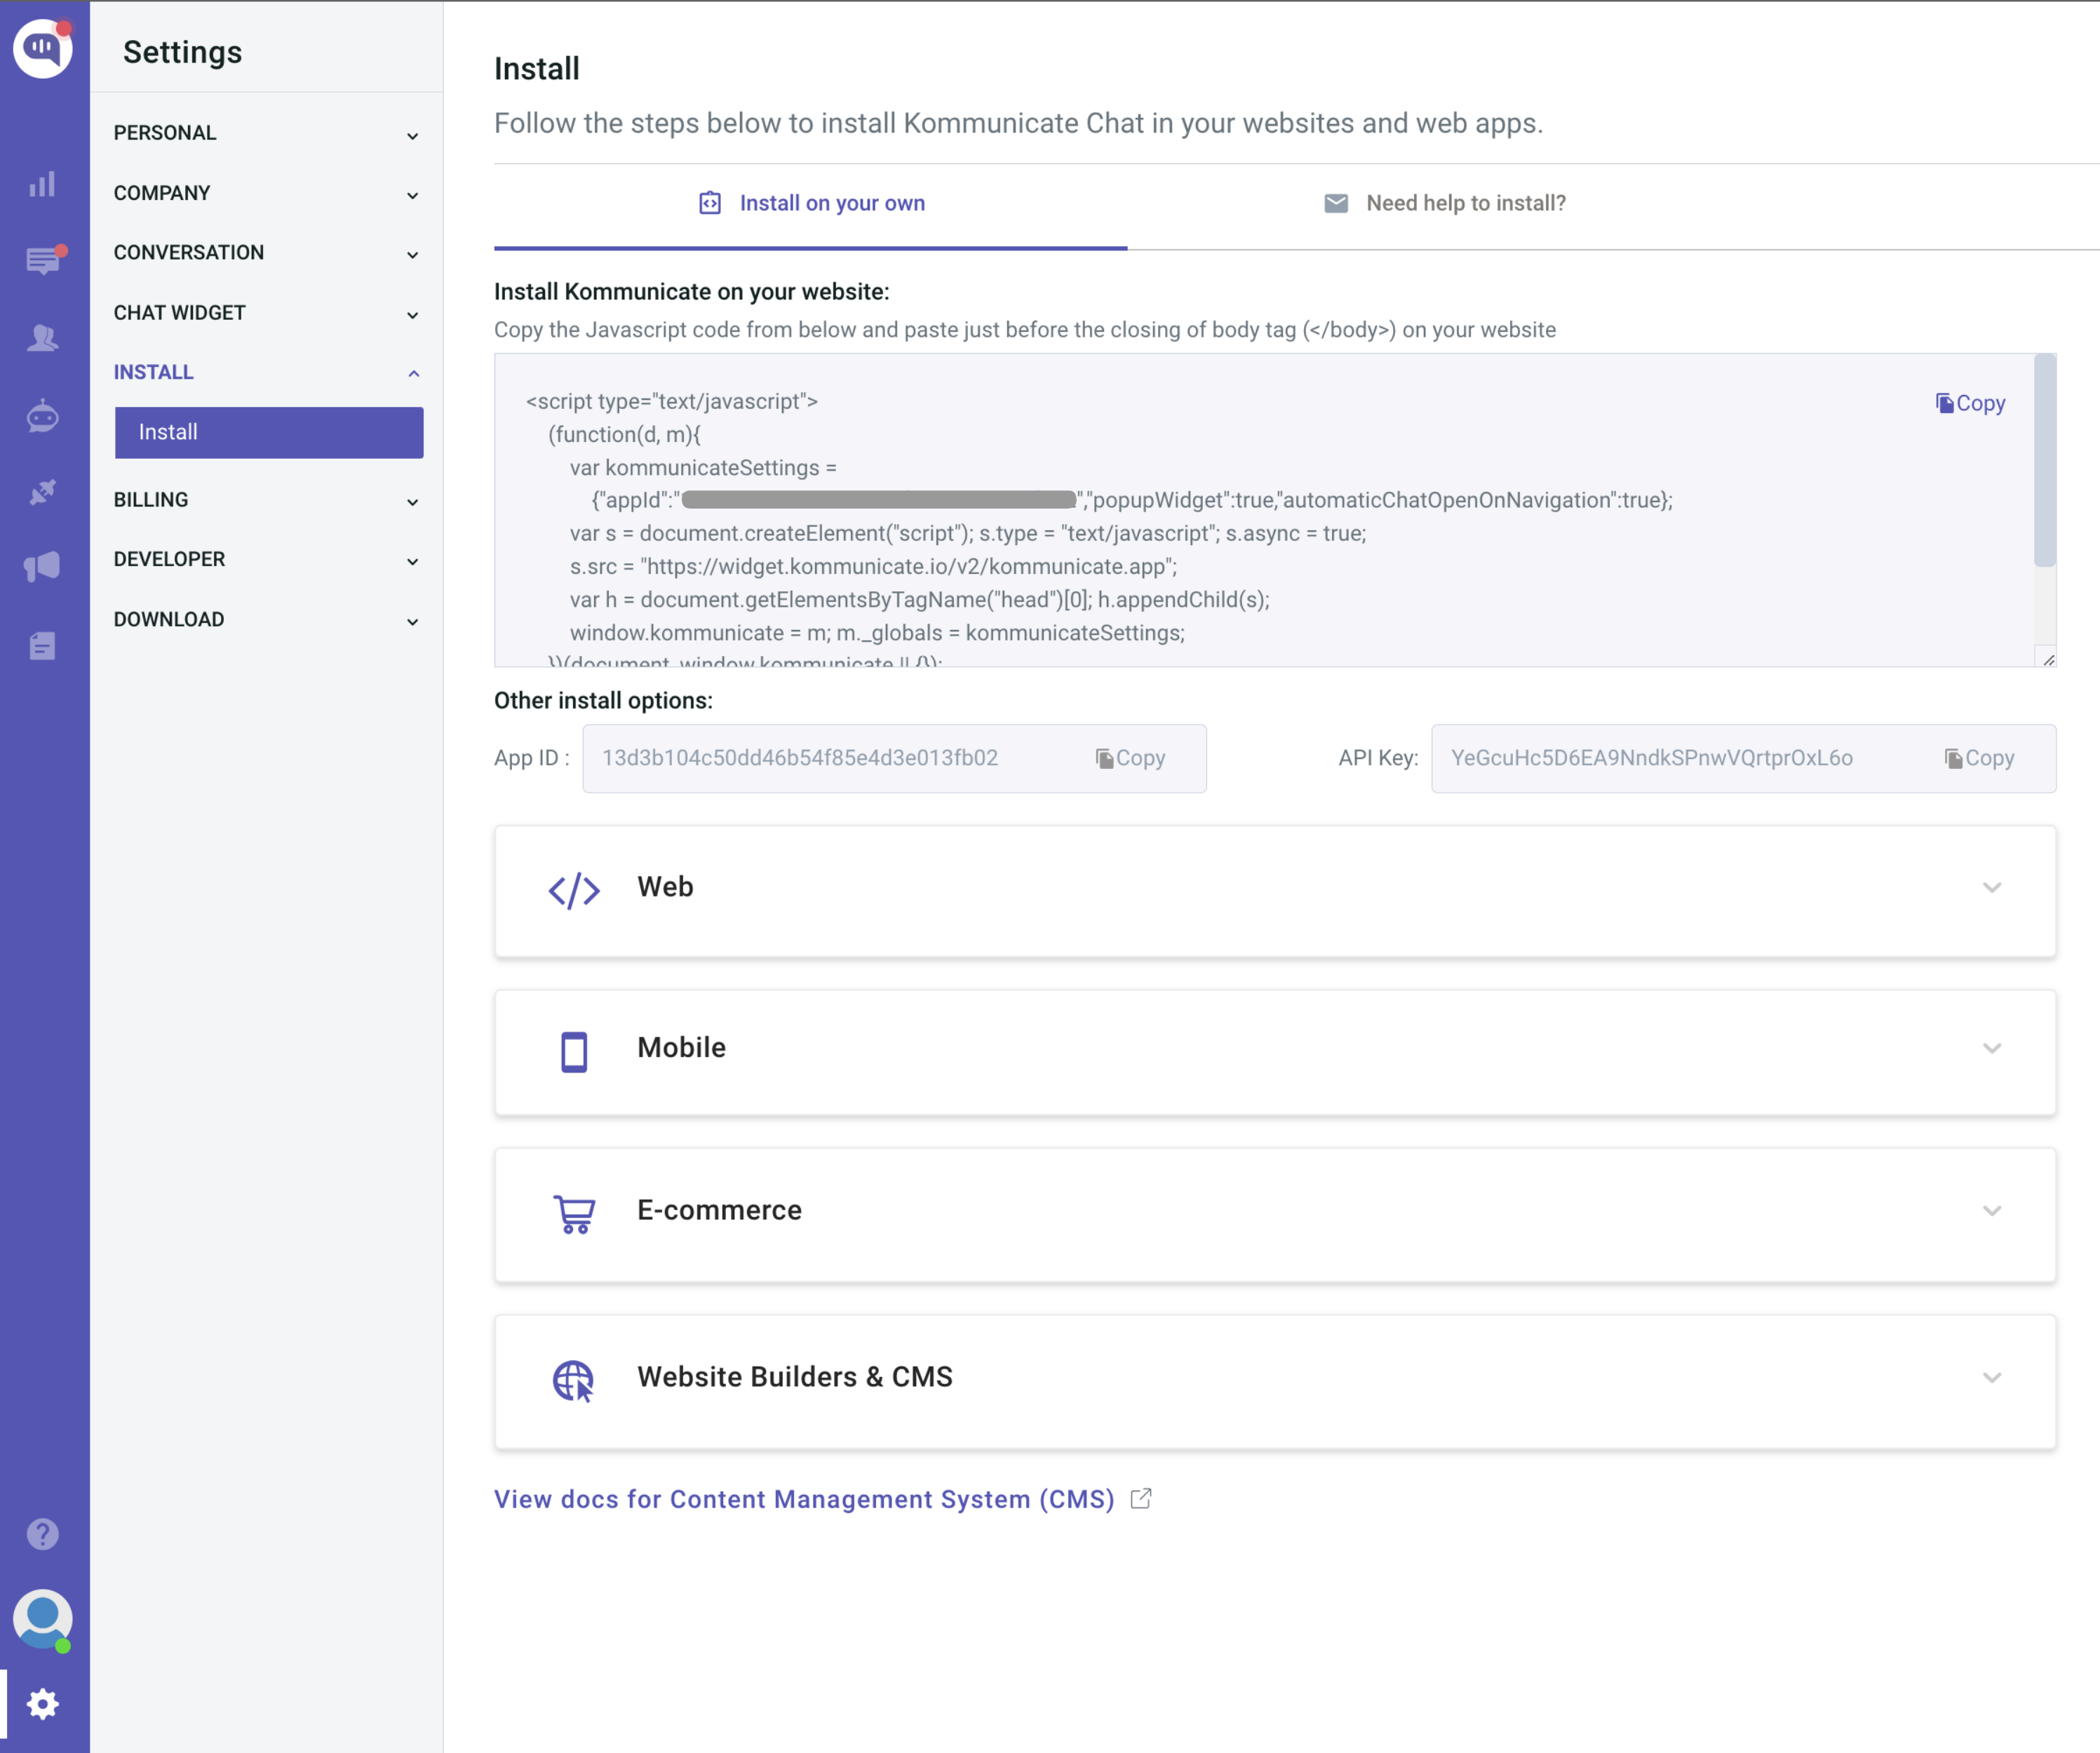 Settings
PERSONAL
COMPANY
CONVERSATION
CHAT WIDGET
INSTALL
Install
BILLING
DEVELOPER
DOWNLOAD
Install
Follow the steps below to install Kommunicate Chat in your websites and web apps.
Install on your own
Need help to install?
Install Kommunicate on your website:
Copy the Javascript code from below and paste just before the closing of body tag (</body>) on your website
Copy
<script type="text/javascript">
(function(d, m){
var kommunicateSettings =
{"appId":"","popupWidget":true,"automaticChatOpenOnNavigation":true};
var s = document.createElement("script"); s.type = "text/javascript"; s.async = true;
s.src = "https://widget.kommunicate.io/v2/kommunicate.app";
var h = document.getElementsByTagName("head")[0]; h.appendChild(s);
window.kommunicate = m; m._globals = kommunicateSettings;
})(document, window.kommunicate || {});
Other install options:
App ID : 13d3b104c50dd46b54f85e4d3e013fb02 Copy
API Key: YeGcuHc5D6EA9NndkSPnwVQrtprOxL6o Copy
Web
Mobile
E-commerce
Website Builders & CMS
View docs for Content Management System (CMS)
?